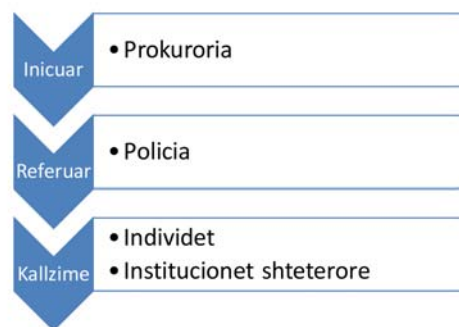 Inicuar
• Prokuroria
Referuar
• Policia
Kallzime
• Individet
• Institucionet shteterore